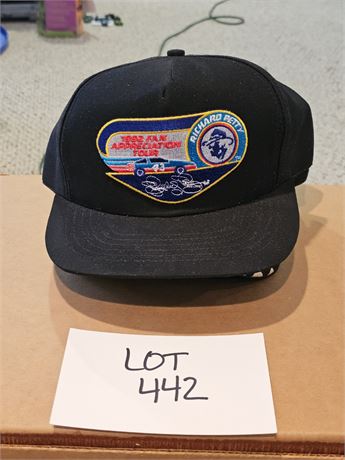 1992 FAN
APPRECIATION
TOUR
RICHARD PETTY
43
LOT
442